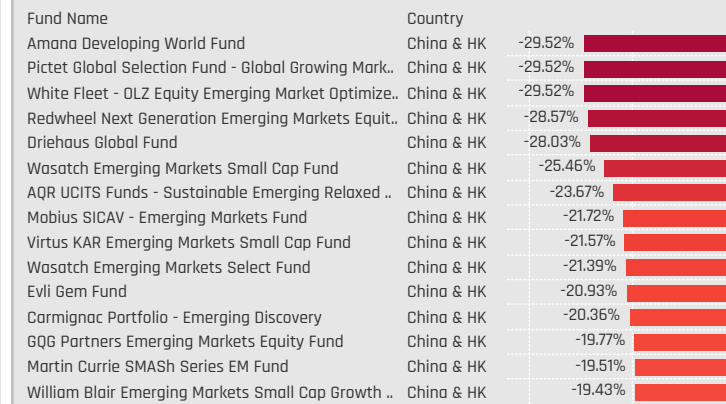 Fund Name Country
Amana Developing World Fund China & HK -29.52%
Pictet Global Selection Fund - Global Growing Mark.. China & HK -29.52%
White Fleet - OLZ Equity Emerging Market Optimize.. China & HK -29.52%
Redwheel Next Generation Emerging Markets Equit.. China & HK -28.57%
Driehaus Global Fund China & HK -28.03%
Wasatch Emerging Markets Small Cap Fund China & HK -25.46%
AQR UCITS Funds - Sustainable Emerging Relaxed .. China & HK -23.67%
Mobius SICAV - Emerging Markets Fund China & HK -21.72%
Virtus KAR Emerging Markets Small Cap Fund China & HK -21.57%
Wasatch Emerging Markets Select Fund China & HK -21.39%
Evli Gem Fund China & HK -20.93%
Carmignac Portfolio - Emerging Discovery China & HK -20.36%
GQG Partners Emerging Markets Equity Fund China & HK -19.77%
Martin Currie SMASh Series EM Fund China & HK -19.51%
William Blair Emerging Markets Small Cap Growth .. China & HK -19.43%